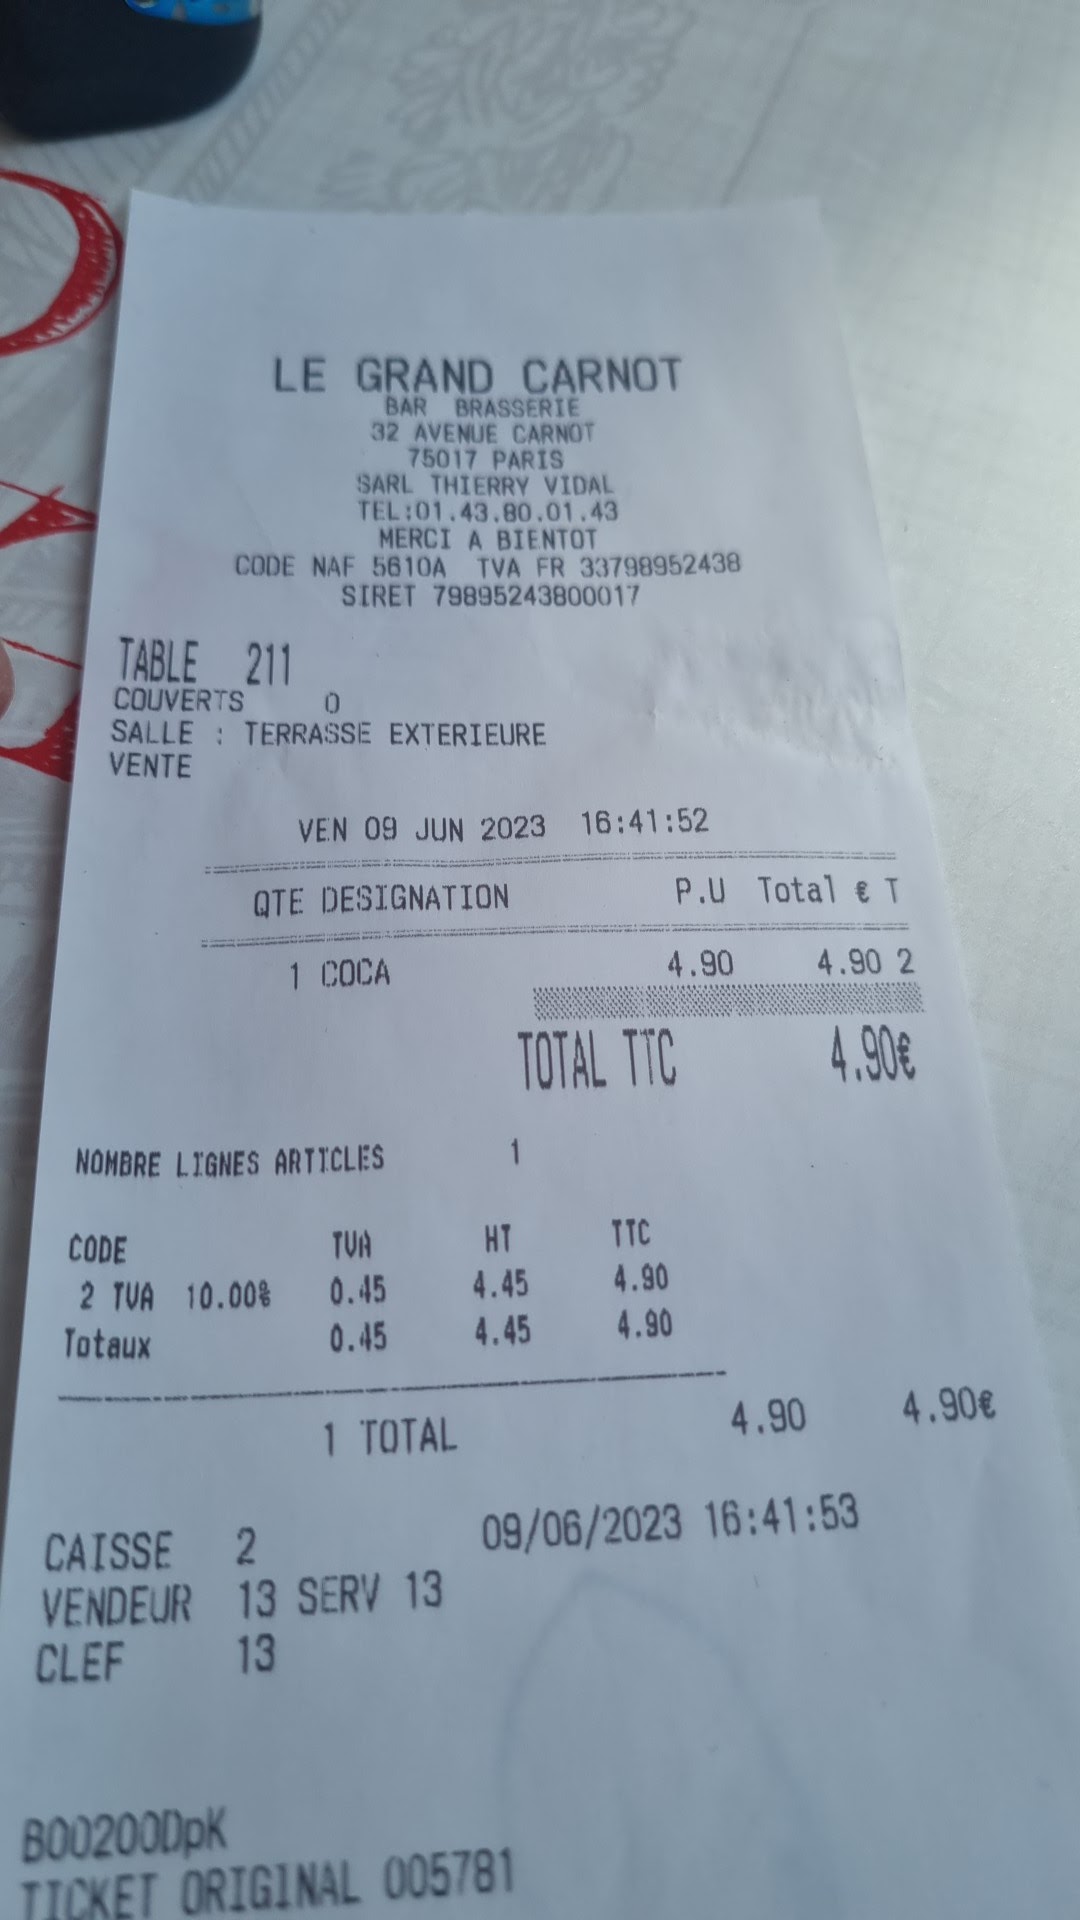 LE GRAND CARNOT
BAR BRASSERIE
32 AVENUE CARNOT
75017 PARIS
SARL THIERRY VIDAL
TEL:01.43.80.01.43
MERCI A BIENTOT
CODE NAF 5610A TVA FR 33798952438
SIRET 79895243800017
TABLE 211
COUVERTS 0
SALLE : TERRASSE EXTERIEURE
VENTE
VEN 09 JUN 2023 16:41:52
QTE DESIGNATION P.U Total € T
1 COCA 4.90 4.90 2
TOTAL TTC 4.90€
NOMBRE LIGNES ARTICLES 1
CODE TVA HT TTC
2 TVA 10.00% 0.45 4.45 4.90
Totaux 0.45 4.45 4.90
1 TOTAL 4.90 4.90€
CAISSE 2 09/06/2023 16:41:53
VENDEUR 13 SERV 13
CLEF 13
B00200DpK
TICKET ORIGINAL 005781